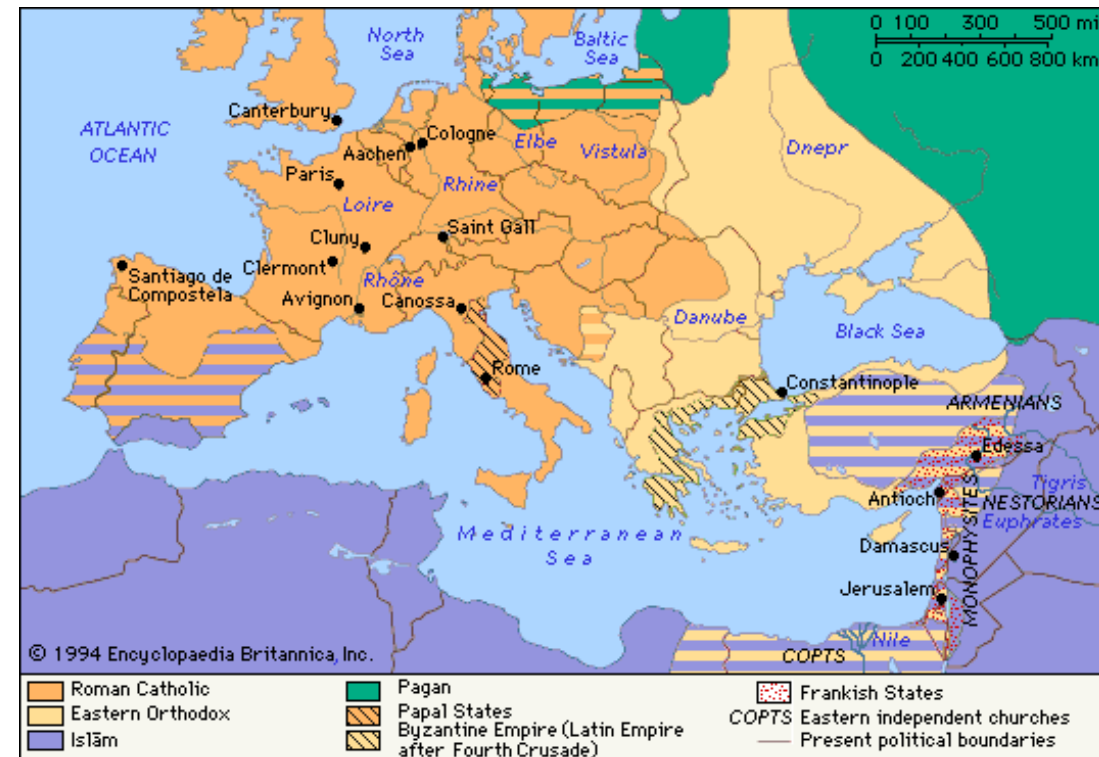 North
Sea
Baltic
Sea
0 100 300 500 mi
0 200 400 600 800 km
ATLANTIC
OCEAN
Canterbury
Cologne
Aachen
Elbe
Vistula
Dnepr
Paris
Rhine
Loire
Saint Gall
Cluny
Clermont
Santiago de
Compostela
Rhône
Avignon
Canossa
Danube
Black Sea
Rome
Constantinople
ARMENIANS
Edessa
Tigris
Antioch
NESTORIANS
Euphrates
Mediterranean
Sea
Damascus
MONOPHYSITES
Jerusalem
Nile
COPTS
© 1994 Encyclopaedia Britannica, Inc.
Roman Catholic
Eastern Orthodox
Islām
Pagan
Papal States
Byzantine Empire (Latin Empire
after Fourth Crusade)
Frankish States
COPTS Eastern independent churches
Present political boundaries